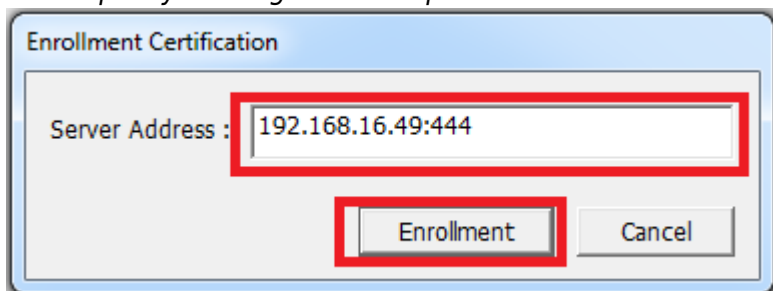 Enrollment Certification
Server Address : 192.168.16.49:444
Enrollment Cancel